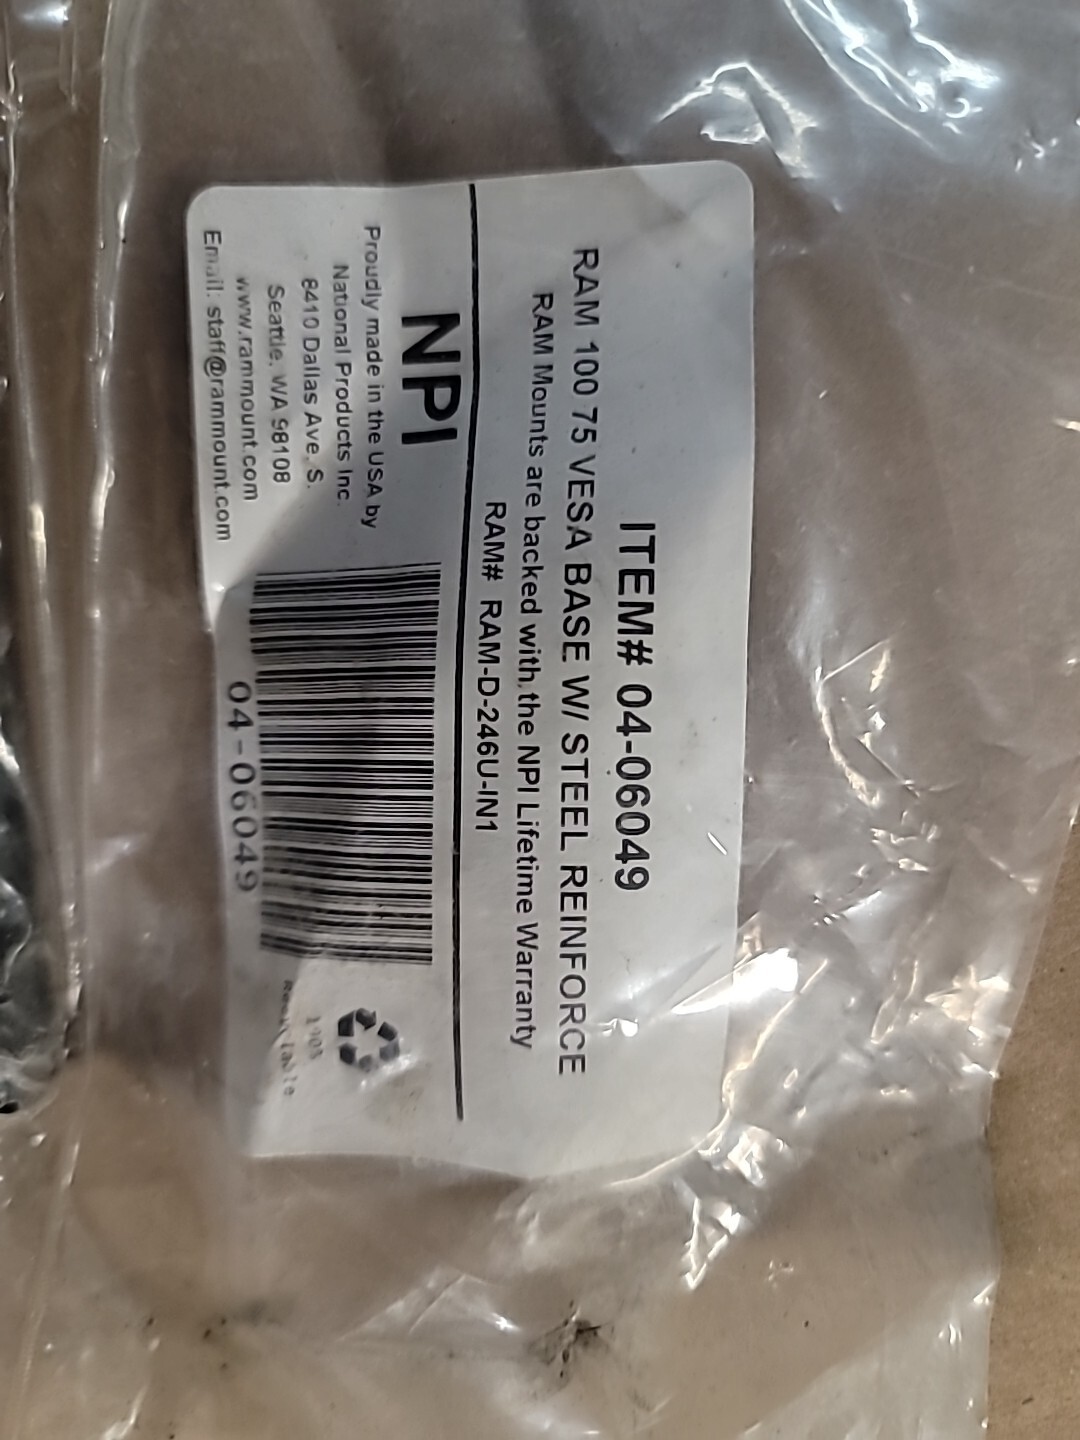 ITEM# 04-06049
RAM 100 75 VESA BASE W/ STEEL REINFORCE
RAM Mounts are backed with the NPI Lifetime Warranty
RAM# RAM-D-246U-IN1
NPI
Proudly made in the USA by
National Products Inc.
8410 Dallas Ave. S.
Seattle, WA 98108
www.rammount.com
Email: staff@rammount.com
04-06049